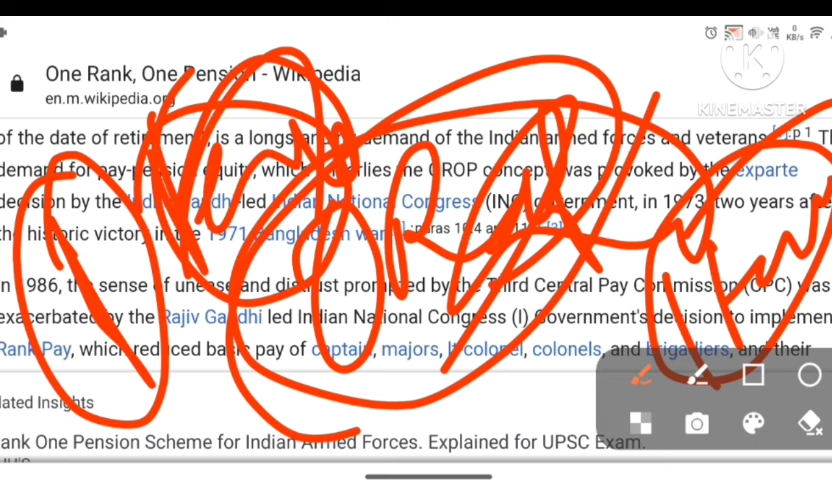 0
KB/s
One Rank, One Pension - Wikipedia
en.m.wikipedia.org
KINEMASTER
of the date of retirement, is a longstanding demand of the Indian armed forces and veterans.
demand for pay-pension equity, which underlies the OROP concept was provoked by the exparte
decision by the Indira Gandhi-led Indian National Congress (INC) government, in 1973, two years
the historic victory in the 1971 Bangladesh war.
In 1986, the sense of unease and distrust prompted by the Third Central Pay Commission (CPC) was
exacerbated by the Rajiv Gandhi led Indian National Congress (I) Government's decision to
Rank Pay, which reduced basic pay of captain, majors, lt colonel, colonels, and brigadiers, and their
Insights
One Pension Scheme for Indian Armed Forces. Explained for UPSC Exam.